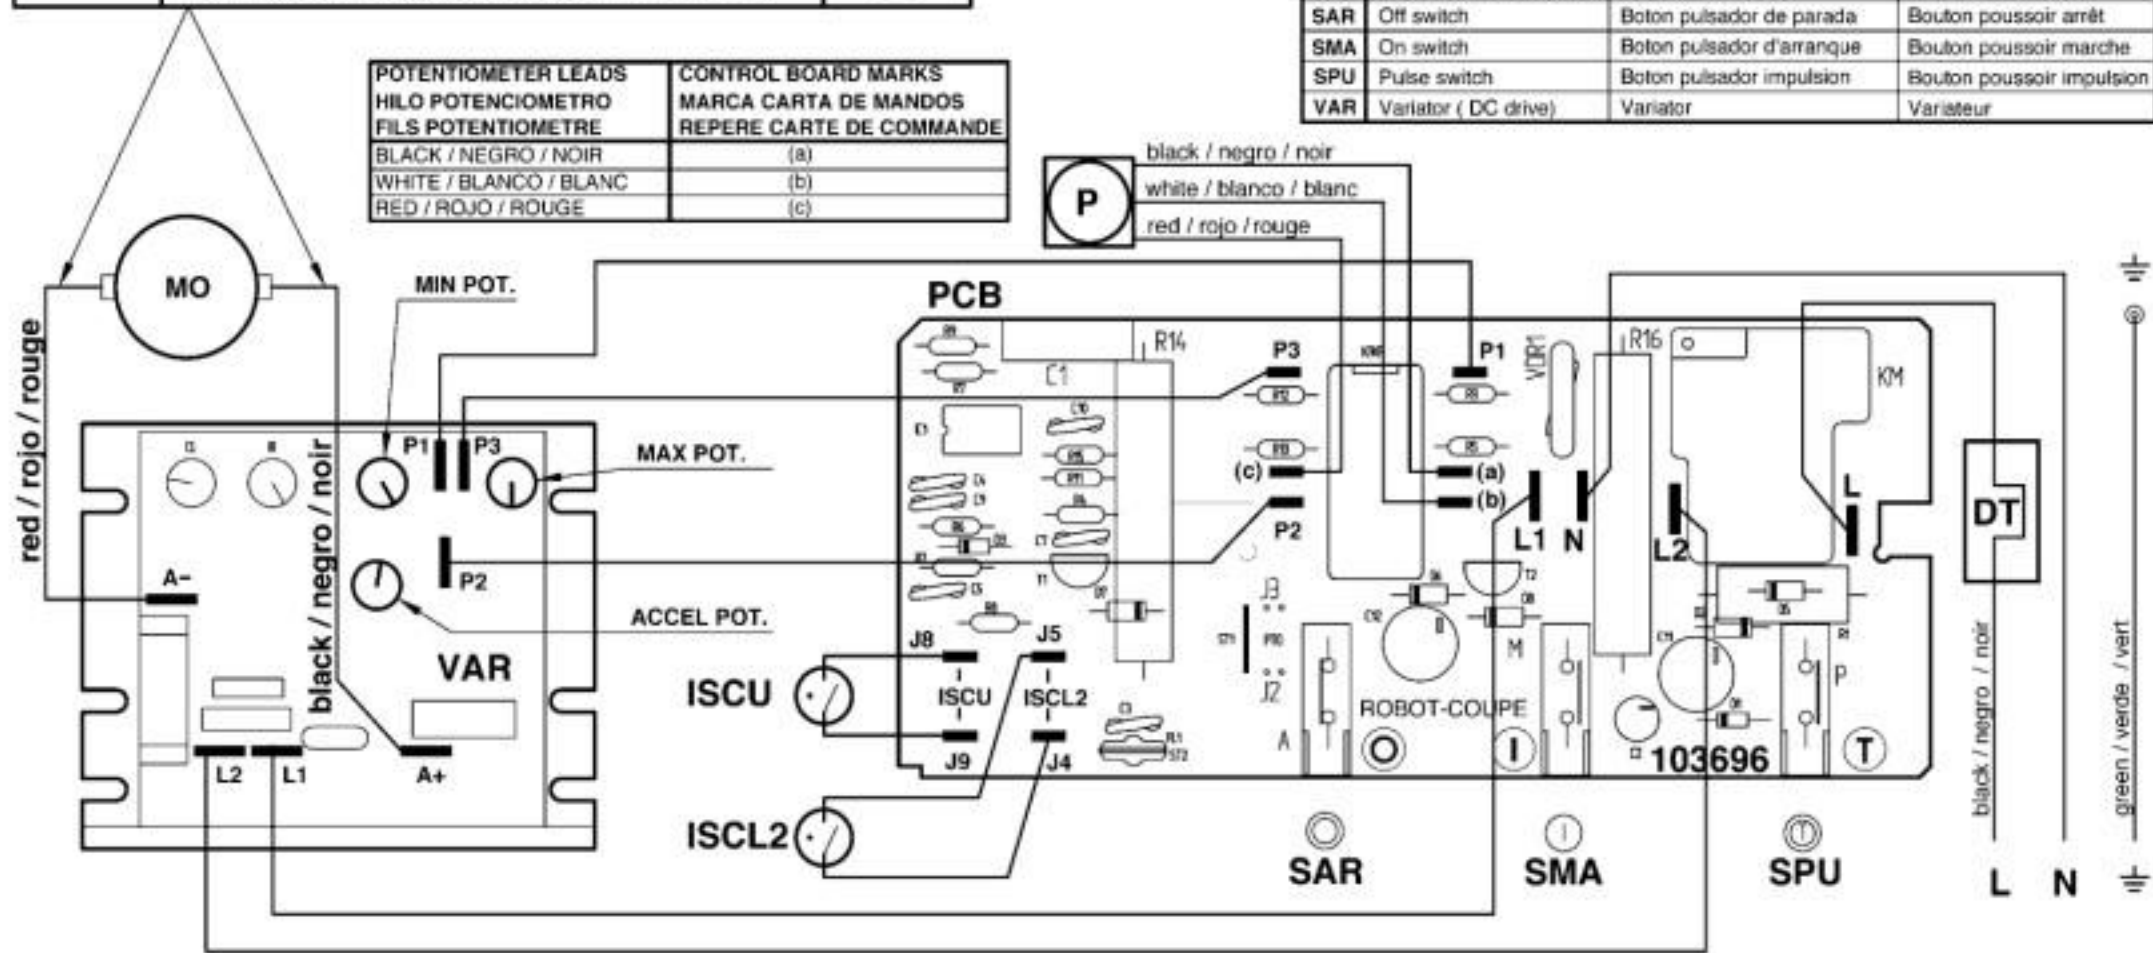 SAR Off switch Boton pulsador de parada Bouton poussoir arrêt
SMA On switch Boton pulsador d'arranque Bouton poussoir marche
SPU Pulse switch Boton pulsador impulsion Bouton poussoir impulsion
VAR Variator ( DC drive) Variator Variateur
POTENTIOMETER LEADS CONTROL BOARD MARKS
HILO POTENCIOMETRO MARCA CARTA DE MANDOS
FILS POTENTIOMETRE REPERE CARTE DE COMMANDE
BLACK / NEGRO / NOIR (a)
WHITE / BLANCO / BLANC (b)
RED / ROJO / ROUGE (c)
black / negro / noir
white / blanco / blanc
red / rojo / rouge
P
MO
MIN POT.
MAX POT.
ACCEL POT.
red / rojo / rouge
black / negro / noir
P1 P3
P2
A-
VAR
L2 L1 A+
PCB
R14
C1
P3
P1
VDR1
R16
KM
R12
(c)
(a)
(b)
P2
L1 N
L2
L
DT
J3
J2
J8
J5
ISCU
ISCL2
J9
J4
ISCU
ISCL2
M
P
A
ROBOT-COUPE
O
I
103696
T
SAR
SMA
SPU
black / negro / noir
green / verde / vert
L N